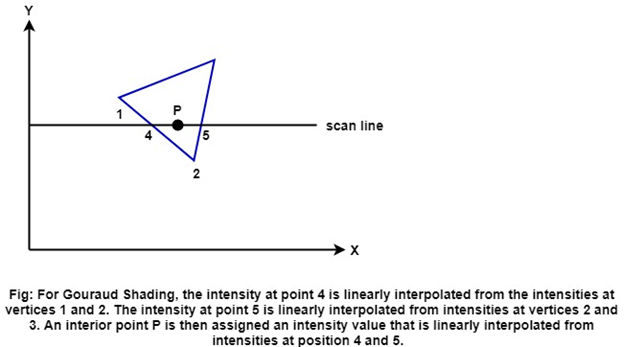 Y
1
P
4
5
scan line
2
X
Fig: For Gouraud Shading, the intensity at point 4 is linearly interpolated from the intensities at
vertices 1 and 2. The intensity at point 5 is linearly interpolated from intensities at vertices 2 and
3. An interior point P is then assigned an intensity value that is linearly interpolated from
intensities at position 4 and 5.